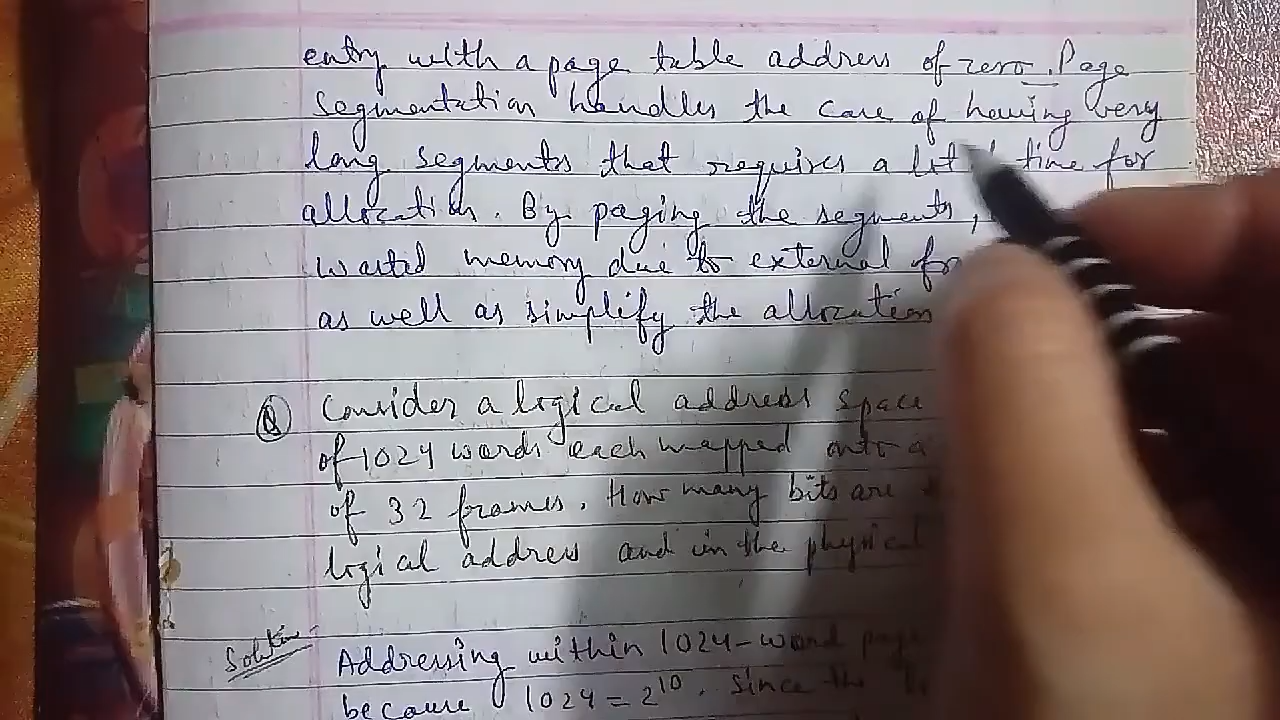 entry with a page table address of zero. Page
segmentation handles the case of having very
long segments that requires a lot time for
allocation. By paging the segments,
wasted memory due to external
as well as simplify the allocation
Q Consider a logical address space
of 1024 words each mapped onto a
of 32 frames. How many bits are
logical address and in the physical
Solution - Addressing within 1024-word
because 1024 = 2^10. Since the